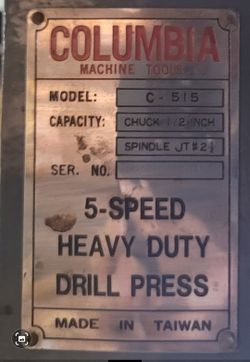 COLUMBIA
MACHINE TOOLS
MODEL: C-515
CAPACITY: CHUCK 1/2 INCH
SPINDLE JT#2½
SER. NO.
5-SPEED
HEAVY DUTY
DRILL PRESS
MADE IN TAIWAN